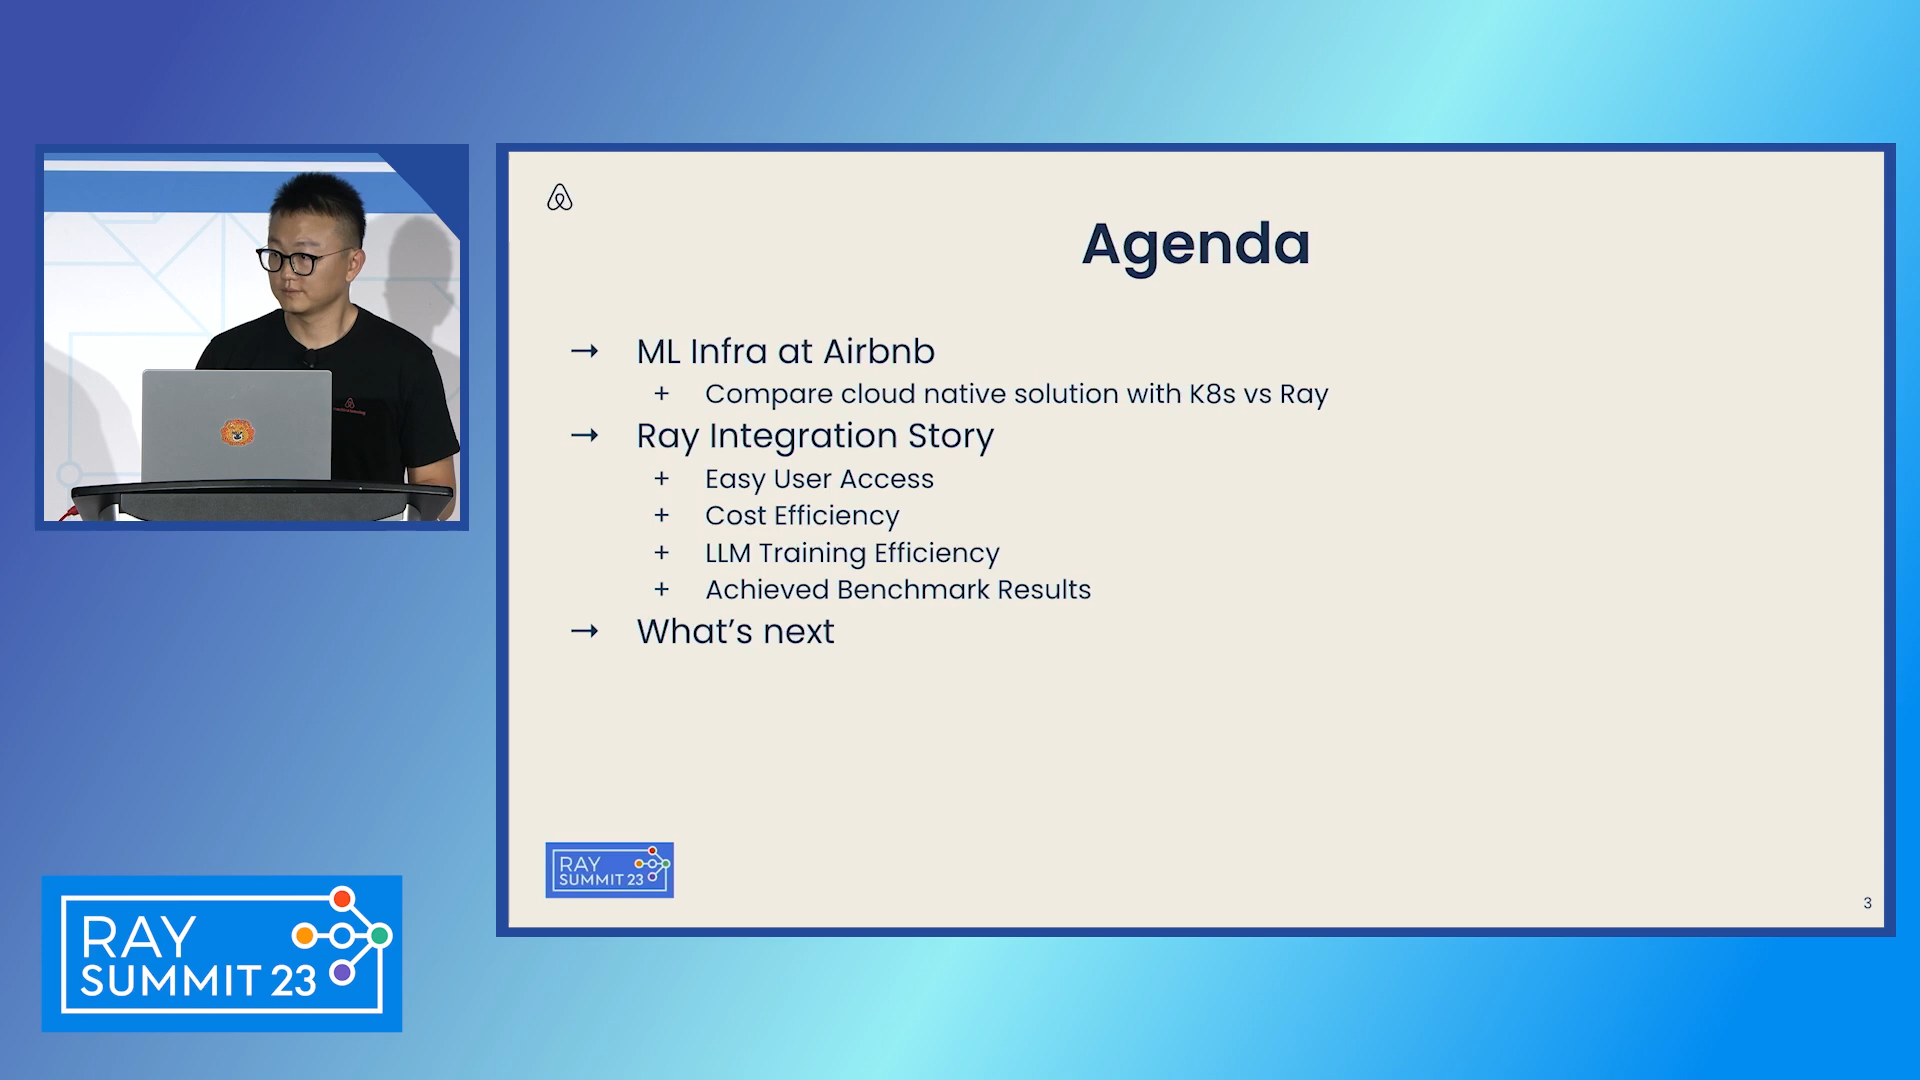 Agenda
→ ML Infra at Airbnb
+ Compare cloud native solution with K8s vs Ray
→ Ray Integration Story
+ Easy User Access
+ Cost Efficiency
+ LLM Training Efficiency
+ Achieved Benchmark Results
→ What’s next
RAY
SUMMIT 23
3
RAY
SUMMIT 23